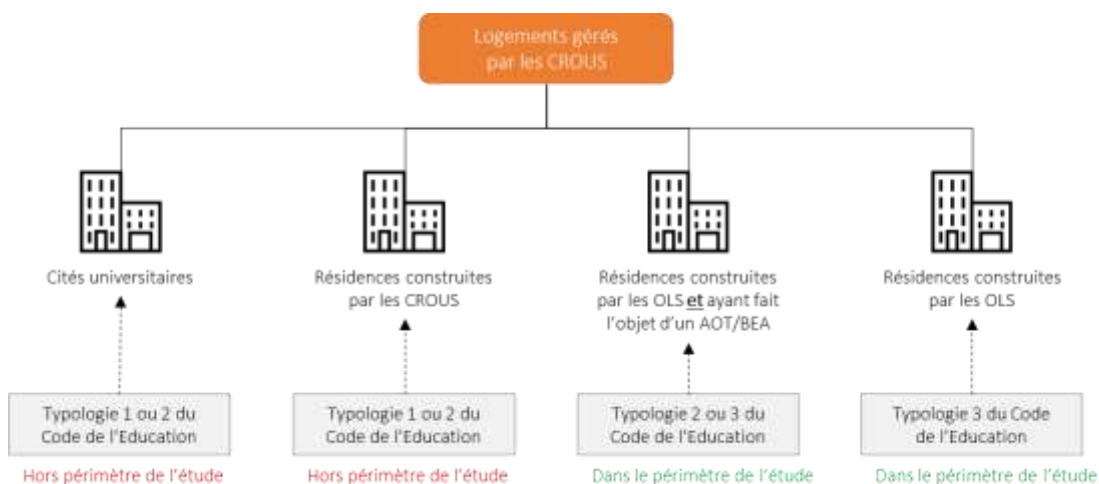 Logements gérés
par les CROUS
Cités universitaires
Résidences construites
par les CROUS
Résidences construites
par les OLS et ayant fait
l'objet d'un AOT/BEA
Résidences construites
par les OLS
Typologie 1 ou 2 du
Code de l'Education
Typologie 1 ou 2 du
Code de l'Education
Typologie 2 ou 3 du
Code de l'Education
Typologie 3 du Code
de l'Education
Hors périmètre de l'étude
Hors périmètre de l'étude
Dans le périmètre de l'étude
Dans le périmètre de l'étude